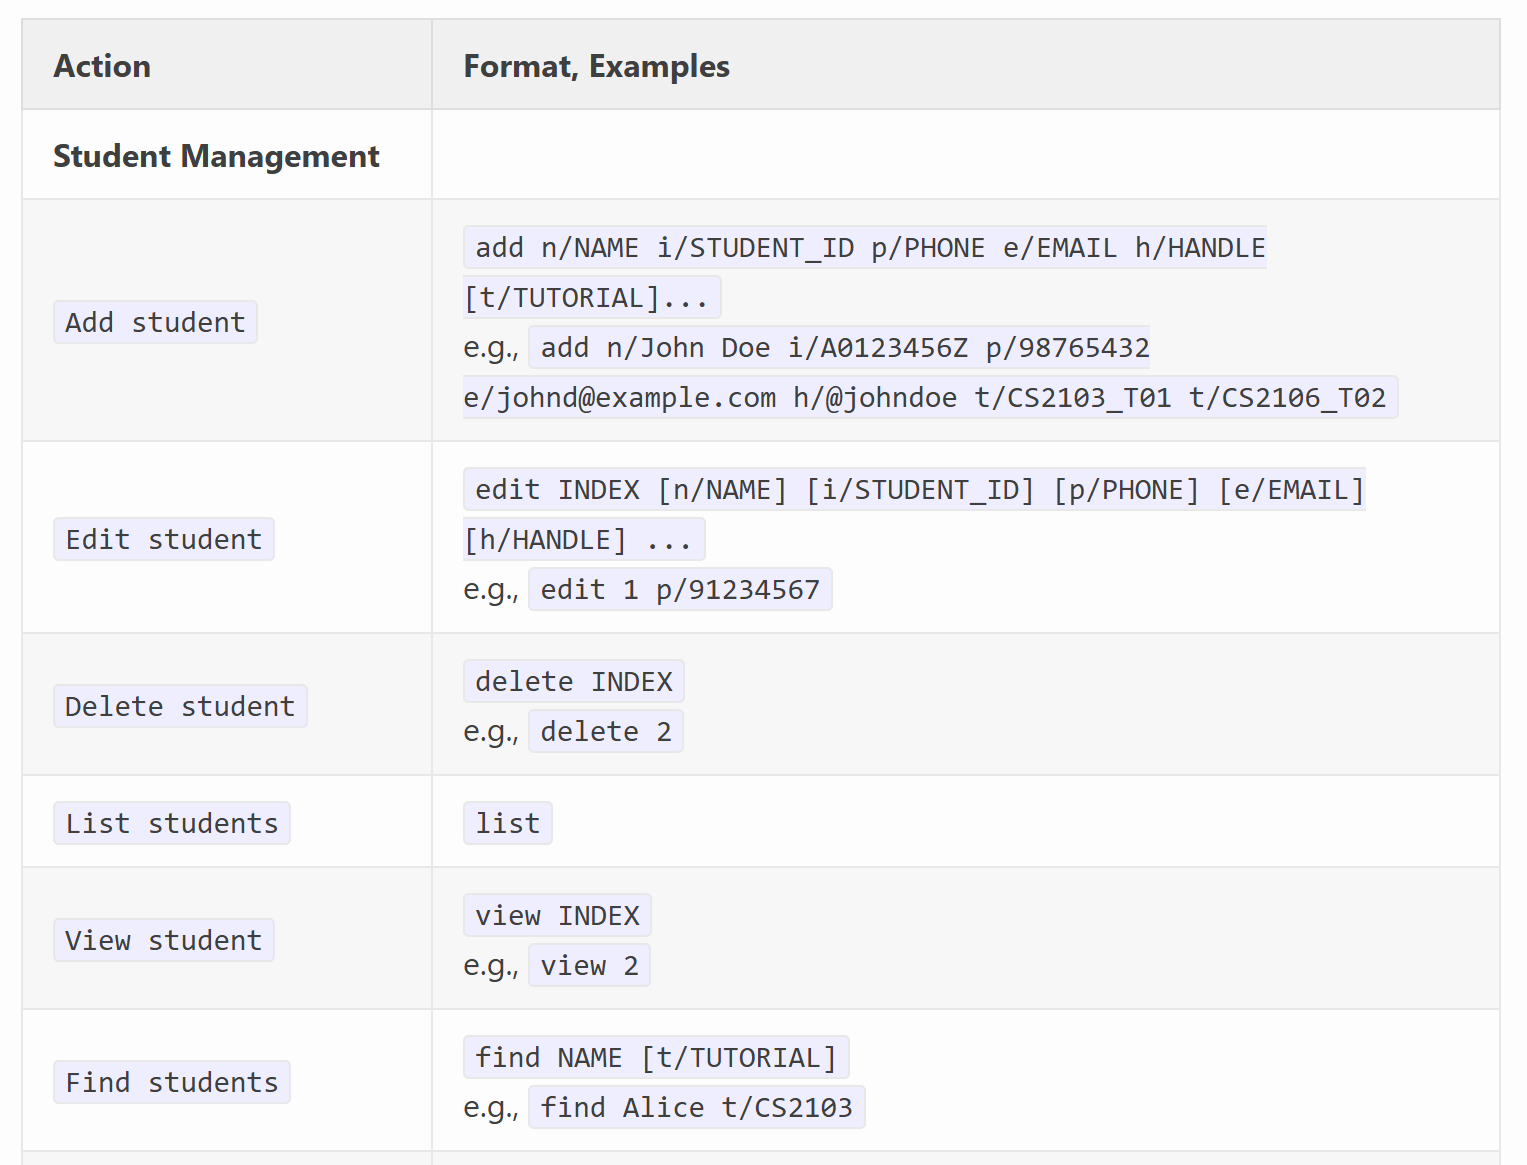 Action
Format, Examples
Student Management
Add student
add n/NAME i/STUDENT_ID p/PHONE e/EMAIL h/HANDLE
[t/TUTORIAL]...
e.g., add n/John Doe i/A0123456Z p/98765432
e/johnd@example.com h/@johndoe t/CS2103_T01 t/CS2106_T02
Edit student
edit INDEX [n/NAME] [i/STUDENT_ID] [p/PHONE] [e/EMAIL]
[h/HANDLE] ...
e.g., edit 1 p/91234567
Delete student
delete INDEX
e.g., delete 2
List students
list
View student
view INDEX
e.g., view 2
Find students
find NAME [t/TUTORIAL]
e.g., find Alice t/CS2103